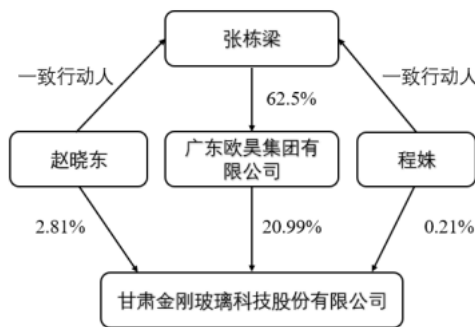 张栋梁
一致行动人
一致行动人
62.5%
赵晓东
广东欧昊集团有
限公司
程姝
2.81%
20.99%
0.21%
甘肃金刚玻璃科技股份有限公司